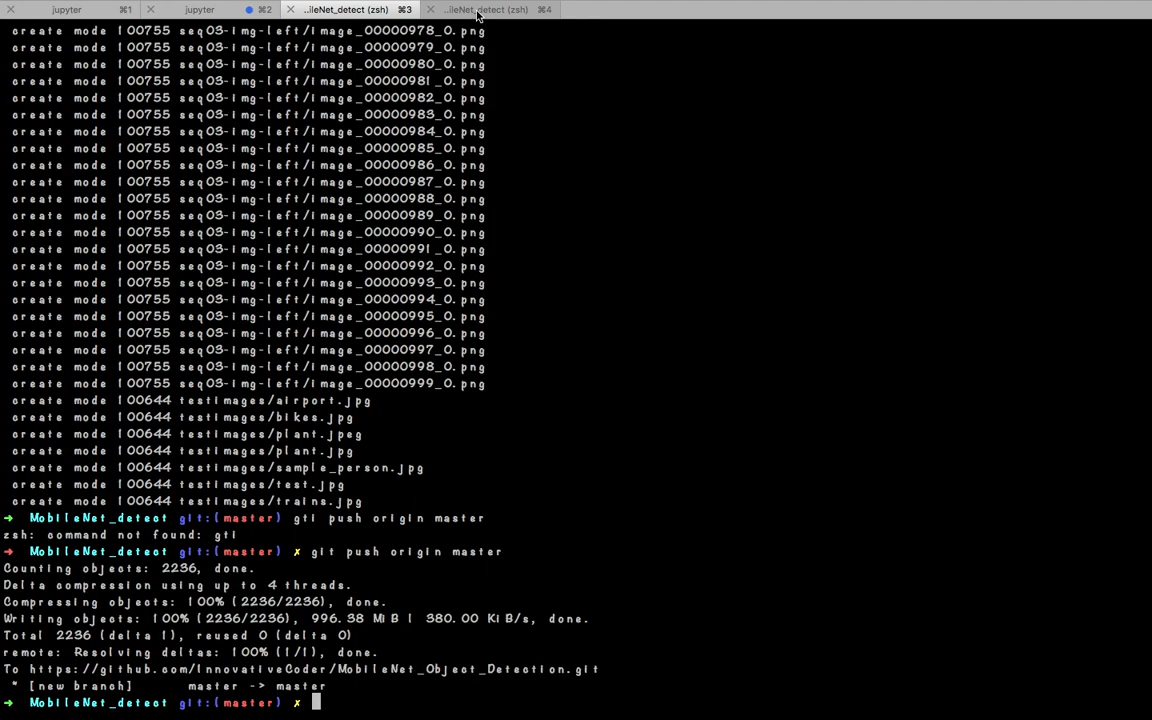 jupyter ⌘1 jupyter ⌘2 ..ileNet_detect (zsh) ⌘3 ..ileNet_detect (zsh) ⌘4
create mode 100755 seq03-img-left/image_00000978_0.png
create mode 100755 seq03-img-left/image_00000979_0.png
create mode 100755 seq03-img-left/image_00000980_0.png
create mode 100755 seq03-img-left/image_00000981_0.png
create mode 100755 seq03-img-left/image_00000982_0.png
create mode 100755 seq03-img-left/image_00000983_0.png
create mode 100755 seq03-img-left/image_00000984_0.png
create mode 100755 seq03-img-left/image_00000985_0.png
create mode 100755 seq03-img-left/image_00000986_0.png
create mode 100755 seq03-img-left/image_00000987_0.png
create mode 100755 seq03-img-left/image_00000988_0.png
create mode 100755 seq03-img-left/image_00000989_0.png
create mode 100755 seq03-img-left/image_00000990_0.png
create mode 100755 seq03-img-left/image_00000991_0.png
create mode 100755 seq03-img-left/image_00000992_0.png
create mode 100755 seq03-img-left/image_00000993_0.png
create mode 100755 seq03-img-left/image_00000994_0.png
create mode 100755 seq03-img-left/image_00000995_0.png
create mode 100755 seq03-img-left/image_00000996_0.png
create mode 100755 seq03-img-left/image_00000997_0.png
create mode 100755 seq03-img-left/image_00000998_0.png
create mode 100755 seq03-img-left/image_00000999_0.png
create mode 100644 testimages/airport.jpg
create mode 100644 testimages/bikes.jpg
create mode 100644 testimages/plant.jpeg
create mode 100644 testimages/plant.jpg
create mode 100644 testimages/sample_person.jpg
create mode 100644 testimages/test.jpg
create mode 100644 testimages/trains.jpg
➜ MobileNet_detect git:(master) gti push origin master
zsh: command not found: gti
➜ MobileNet_detect git:(master) ✗ git push origin master
Counting objects: 2236, done.
Delta compression using up to 4 threads.
Compressing objects: 100% (2236/2236), done.
Writing objects: 100% (2236/2236), 996.38 MiB | 380.00 KiB/s, done.
Total 2236 (delta 1), reused 0 (delta 0)
remote: Resolving deltas: 100% (1/1), done.
To https://github.com/InnovativeCoder/MobileNet_Object_Detection.git
* [new branch] master -> master
➜ MobileNet_detect git:(master) ✗